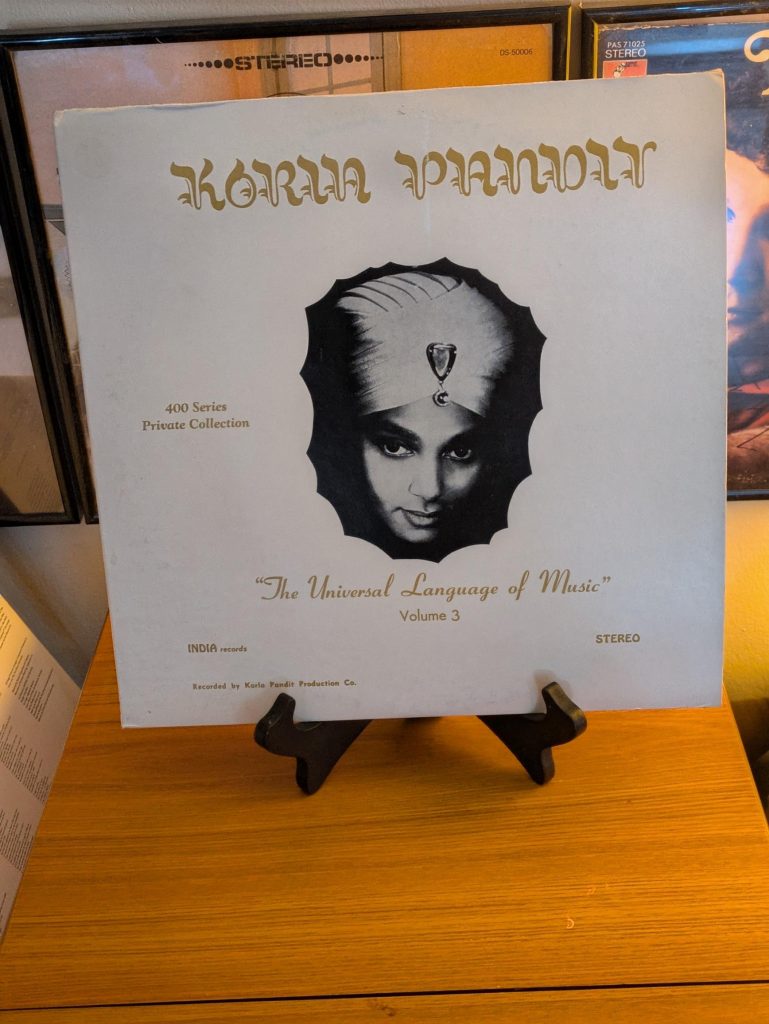 STEREO
DS-50006
PAS 71025
STEREO
KORLA PANDIT
400 Series
Private Collection
"The Universal Language of Music"
Volume 3
INDIA records
STEREO
Recorded by Korla Pandit Production Co.